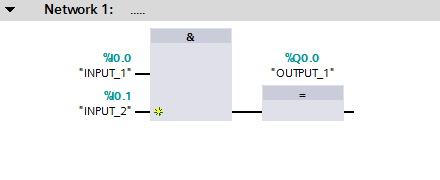 Network 1: .....
&
%I0.0
"INPUT_1"
%Q0.0
"OUTPUT_1"
%I0.1
"INPUT_2"
=